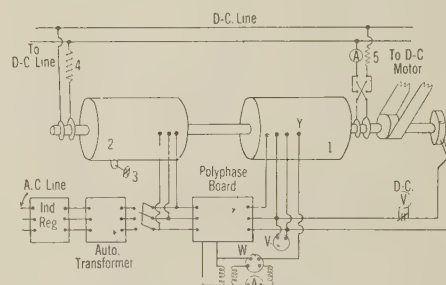 D-C. Line
To
D-C Line
4
A
5
To D-C
Motor
2
3
Y
1
A.C Line
Ind
Reg
Auto.
Transformer
Polyphase
Board
D-C.
V
V
W
A